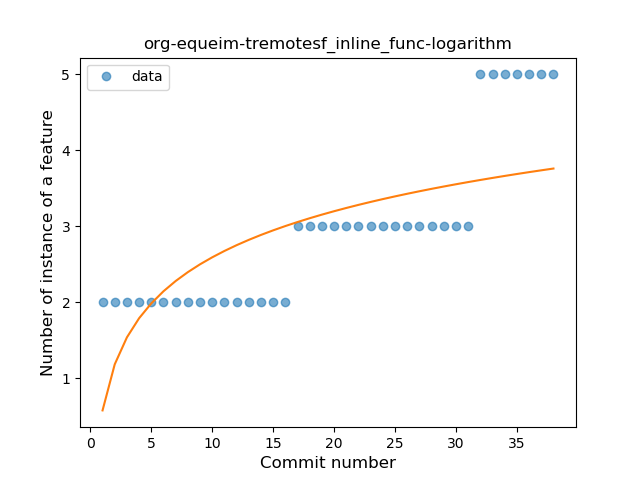 org-equeim-tremotesf_inline_func-logarithm
data
Number of instance of a feature
5
4
3
2
1
0 5 10 15 20 25 30 35
Commit number